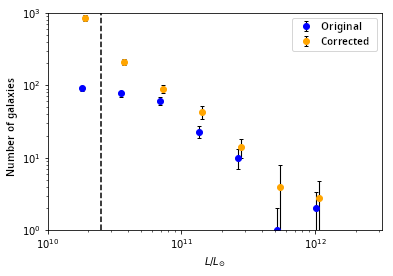 10³
10²
10¹
10⁰
Number of galaxies
Original
Corrected
10¹⁰
10¹¹
10¹²
L/L⊙